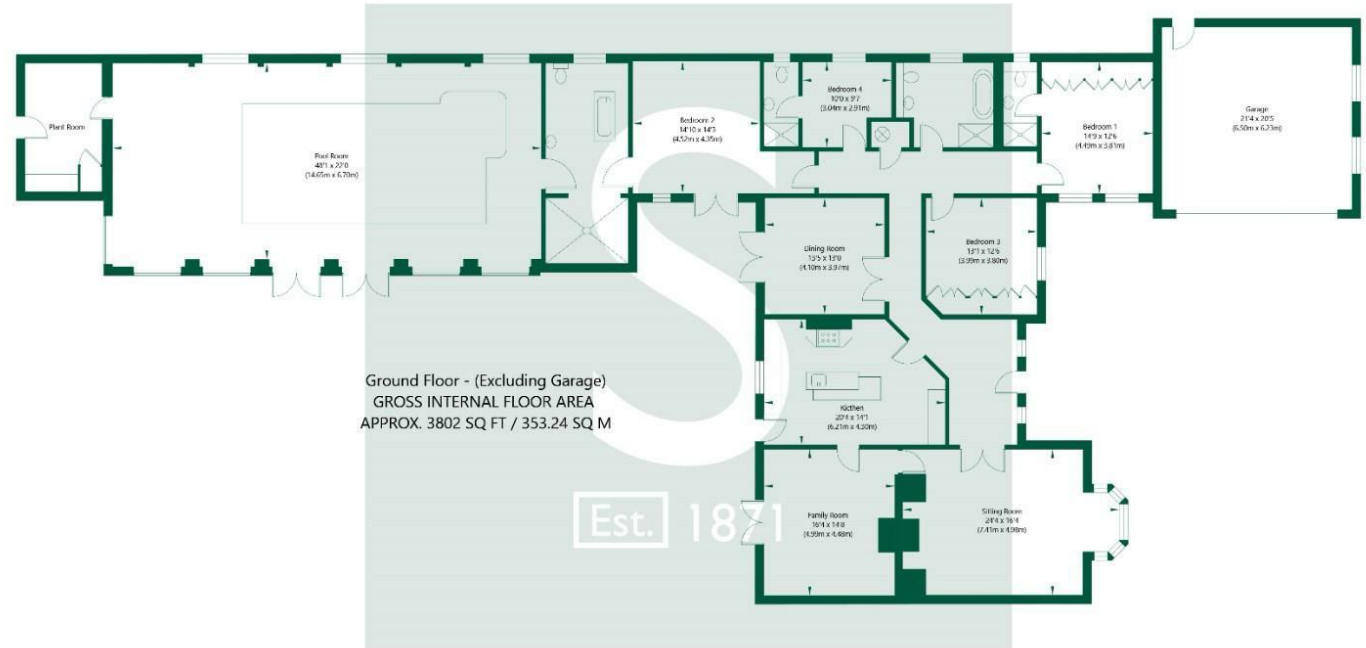 Plant Room
Pool Room
48'1 x 22'0
(14.65m x 6.70m)
Bedroom 2
14'10 x 14'3
(4.52m x 4.35m)
Bedroom 4
10'0 x 9'7
(3.04m x 2.91m)
Bedroom 1
14'9 x 12'6
(4.49m x 3.81m)
Garage
21'4 x 20'5
(6.50m x 6.23m)
Dining Room
13'5 x 13'0
(4.10m x 3.97m)
Bedroom 3
13'1 x 12'6
(3.99m x 3.80m)
Kicthen
20'4 x 14'1
(6.21m x 4.30m)
Ground Floor - (Excluding Garage)
GROSS INTERNAL FLOOR AREA
APPROX. 3802 SQ FT / 353.24 SQ M
Family Room
16'4 x 14'8
(4.99m x 4.48m)
Sitting Room
24'4 x 16'4
(7.41m x 4.98m)
S
Est. 1871